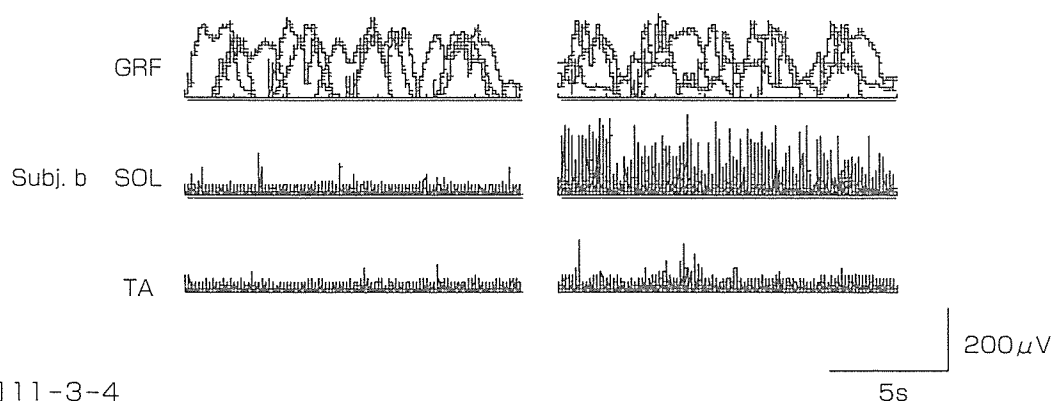 GRF
Subj. b SOL
TA
200μV
5s
111-3-4